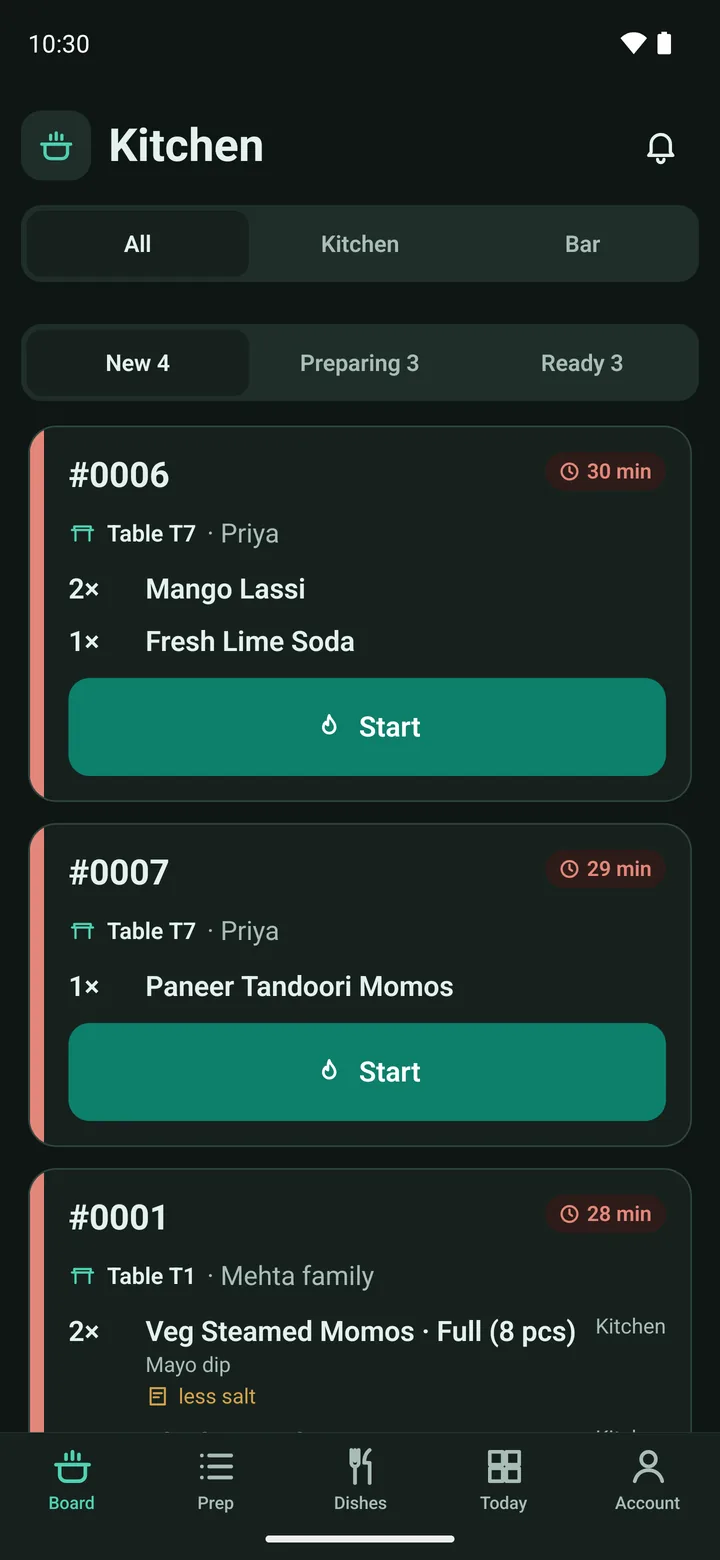 10:30
Kitchen
All Kitchen Bar
New 4 Preparing 3 Ready 3
#0006 30 min
Table T7 · Priya
2× Mango Lassi
1× Fresh Lime Soda
Start
#0007 29 min
Table T7 · Priya
1× Paneer Tandoori Momos
Start
#0001 28 min
Table T1 · Mehta family
2× Veg Steamed Momos · Full (8 pcs) Kitchen
Mayo dip
less salt
Board Prep Dishes Today Account